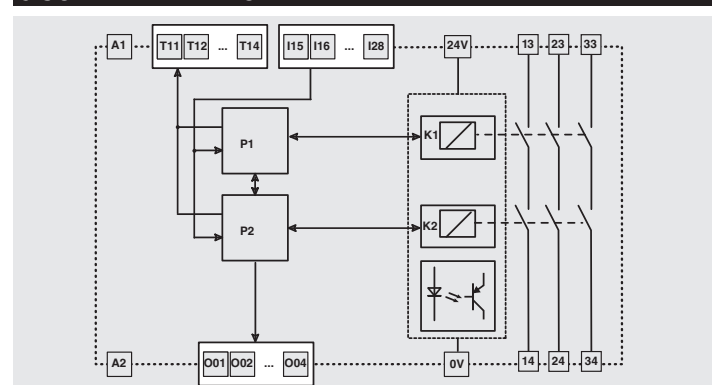 A1 T11 T12 ... T14 I15 I16 ... I28 24V 13 23 33
P1 K1
P2 K2
A2 O01 O02 ... O04 0V 14 24 34